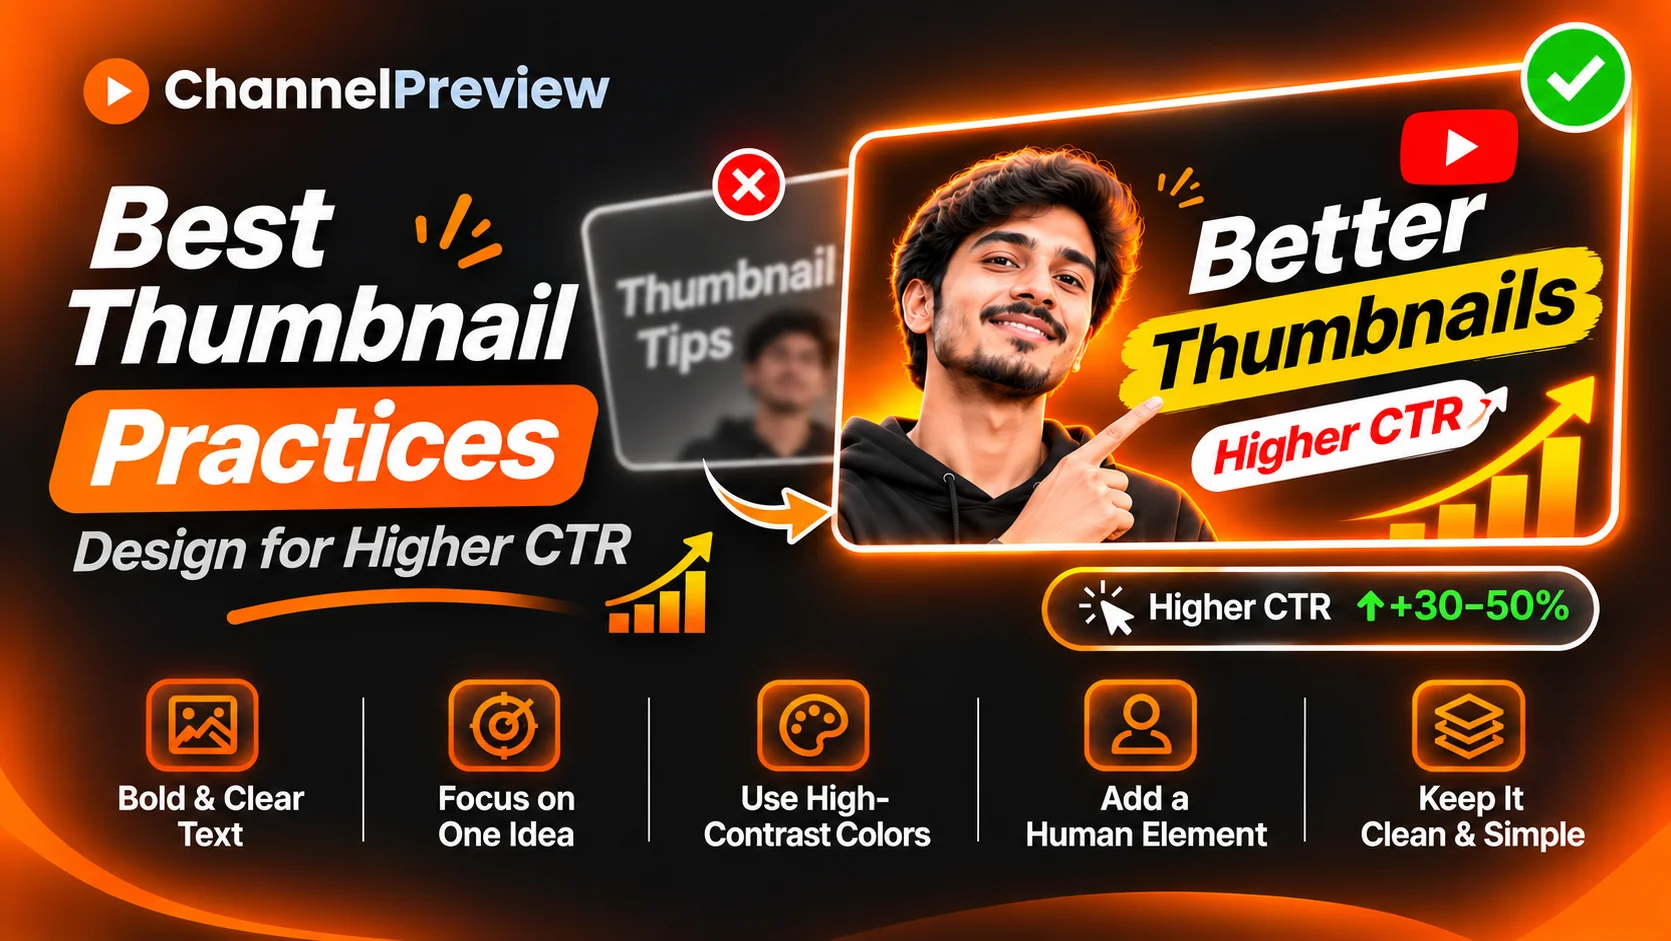 ChannelPreview
Best
Thumbnail
Practices
Design for Higher CTR
Thumbnail
Tips
Better
Thumbnails
Higher CTR
Higher CTR ↑+30-50%
Bold & Clear
Text
Focus on
One Idea
Use High-
Contrast Colors
Add a
Human Element
Keep It
Clean & Simple